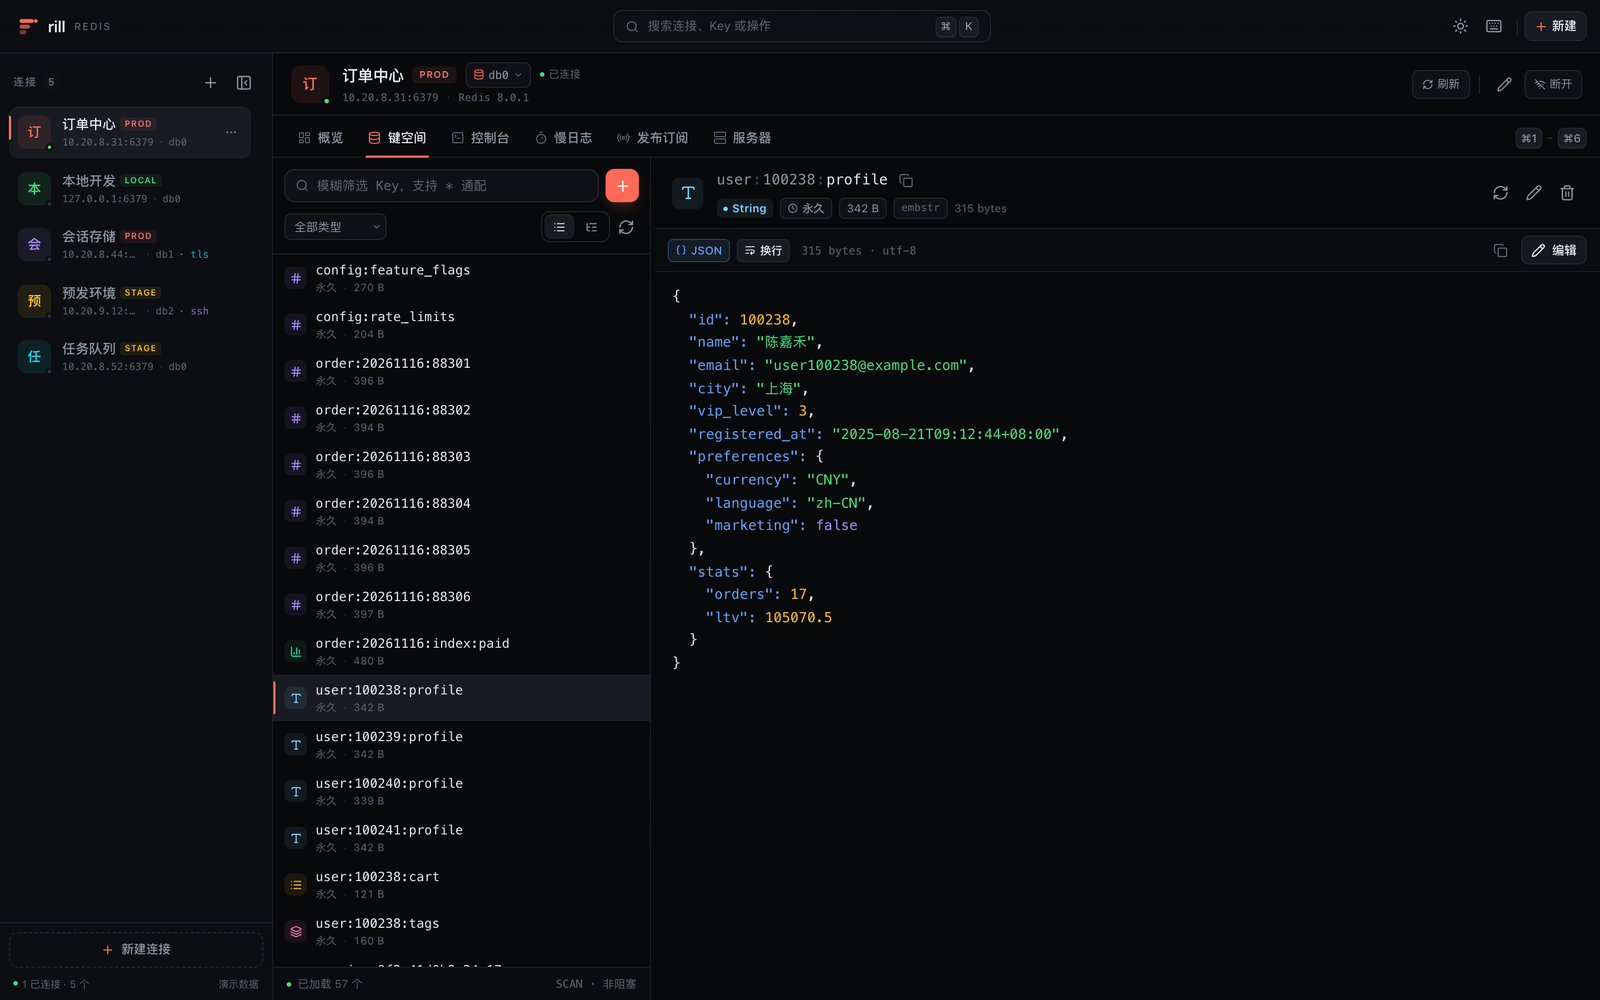 rill REDIS
搜索连接、Key 或操作 ⌘ K
+ 新建
连接 5
订单中心 PROD
10.20.8.31:6379 · db0
本地开发 LOCAL
127.0.0.1:6379 · db0
会话存储 PROD
10.20.8.44:… · db1 · tls
预发环境 STAGE
10.20.9.12:… · db2 · ssh
任务队列 STAGE
10.20.8.52:6379 · db0
+ 新建连接
1 已连接 · 5 个 演示数据
订 订单中心 PROD db0 已连接
10.20.8.31:6379 · Redis 8.0.1
刷新 断开
概览 键空间 控制台 慢日志 发布订阅 服务器 ⌘1 – ⌘6
模糊筛选 Key, 支持 * 通配
全部类型
config:feature_flags
永久 · 270 B
config:rate_limits
永久 · 204 B
order:20261116:88301
永久 · 396 B
order:20261116:88302
永久 · 394 B
order:20261116:88303
永久 · 396 B
order:20261116:88304
永久 · 394 B
order:20261116:88305
永久 · 396 B
order:20261116:88306
永久 · 397 B
order:20261116:index:paid
永久 · 480 B
user:100238:profile
永久 · 342 B
user:100239:profile
永久 · 342 B
user:100240:profile
永久 · 339 B
user:100241:profile
永久 · 342 B
user:100238:cart
永久 · 121 B
user:100238:tags
永久 · 160 B
已加载 57 个 SCAN · 非阻塞
T user:100238:profile
String 永久 342 B embstr 315 bytes
{} JSON 换行 315 bytes · utf-8 编辑
{
"id": 100238,
"name": "陈嘉禾",
"email": "user100238@example.com",
"city": "上海",
"vip_level": 3,
"registered_at": "2025-08-21T09:12:44+08:00",
"preferences": {
"currency": "CNY",
"language": "zh-CN",
"marketing": false
},
"stats": {
"orders": 17,
"ltv": 105070.5
}
}